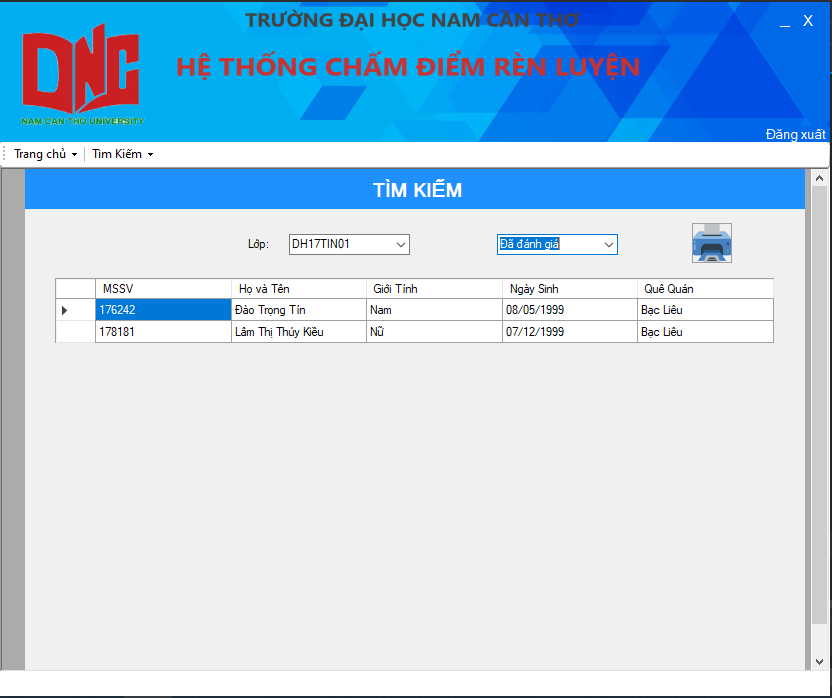 TRƯỜNG ĐẠI HỌC NAM CẦN THƠ
_ X
HỆ THỐNG CHẤM ĐIỂM RÈN LUYỆN
DNC
NAM CAN THO UNIVERSITY
Đăng xuất
Trang chủ Tìm Kiếm
TÌM KIẾM
Lớp: DH17TIN01 Đã đánh giá
MSSV Họ và Tên Giới Tính Ngày Sinh Quê Quán
176242 Đào Trọng Tín Nam 08/05/1999 Bạc Liêu
178181 Lâm Thị Thúy Kiều Nữ 07/12/1999 Bạc Liêu